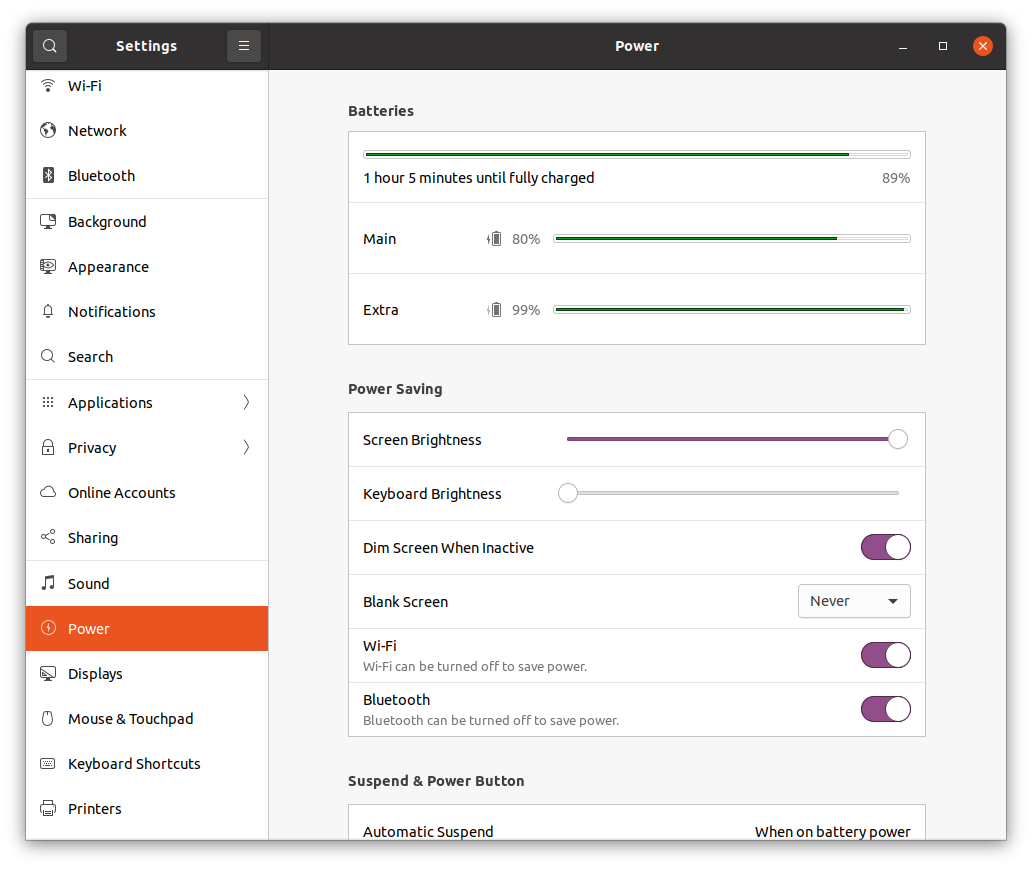 Settings
Power
Wi-Fi
Network
Bluetooth
Background
Appearance
Notifications
Search
Applications
Privacy
Online Accounts
Sharing
Sound
Power
Displays
Mouse & Touchpad
Keyboard Shortcuts
Printers
Batteries
1 hour 5 minutes until fully charged 89%
Main 80%
Extra 99%
Power Saving
Screen Brightness
Keyboard Brightness
Dim Screen When Inactive
Blank Screen Never
Wi-Fi
Wi-Fi can be turned off to save power.
Bluetooth
Bluetooth can be turned off to save power.
Suspend & Power Button
Automatic Suspend When on battery power